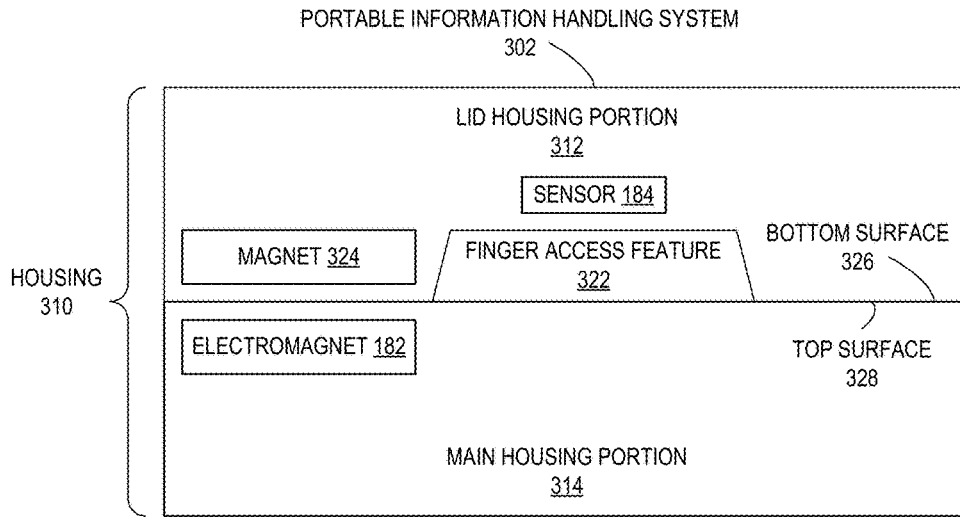 PORTABLE INFORMATION HANDLING SYSTEM
302
LID HOUSING PORTION
312
SENSOR 184
MAGNET 324
FINGER ACCESS FEATURE
322
BOTTOM SURFACE
326
HOUSING
310
ELECTROMAGNET 182
TOP SURFACE
328
MAIN HOUSING PORTION
314